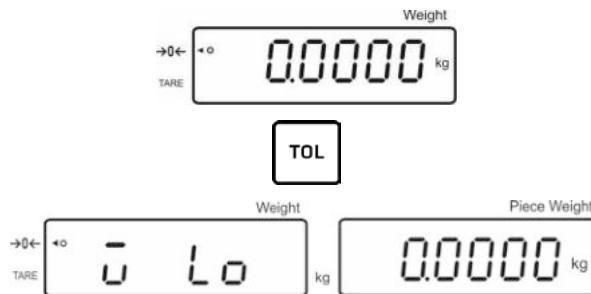 Weight
→0← ◄o 0.0000 kg
TARE
TOL
Weight Piece Weight
→0← ◄o Lo 0.0000 kg
TARE kg